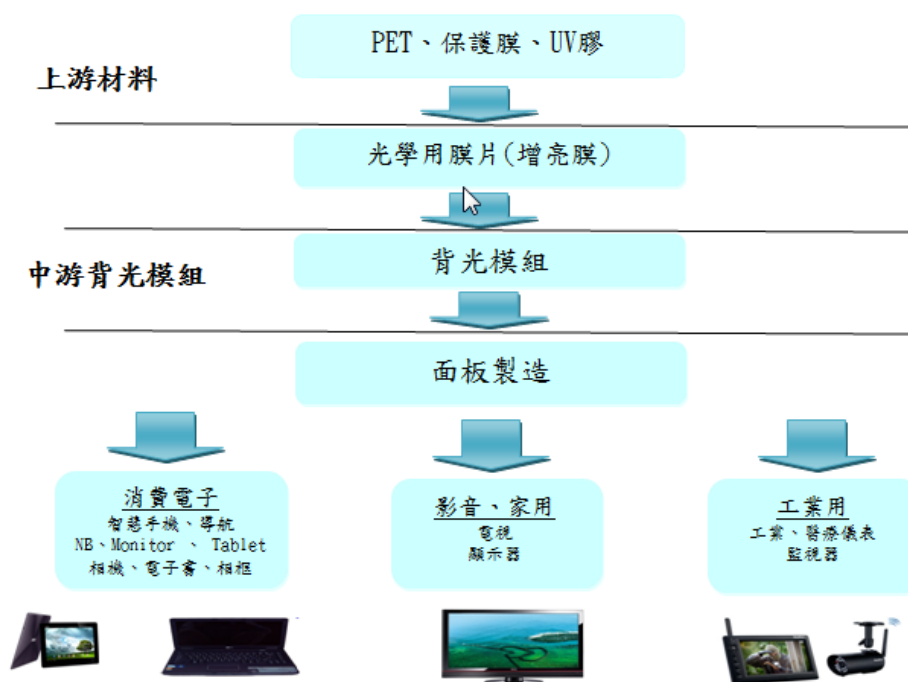 PET、保護膜、UV膠
上游材料
光學用膜片(增亮膜)
背光模組
中游背光模組
面板製造
消費電子
智慧手機、導航
NB、Monitor 、 Tablet
相機、電子書、相框
影音、家用
電視
顯示器
工業用
工業、醫療儀表
監視器